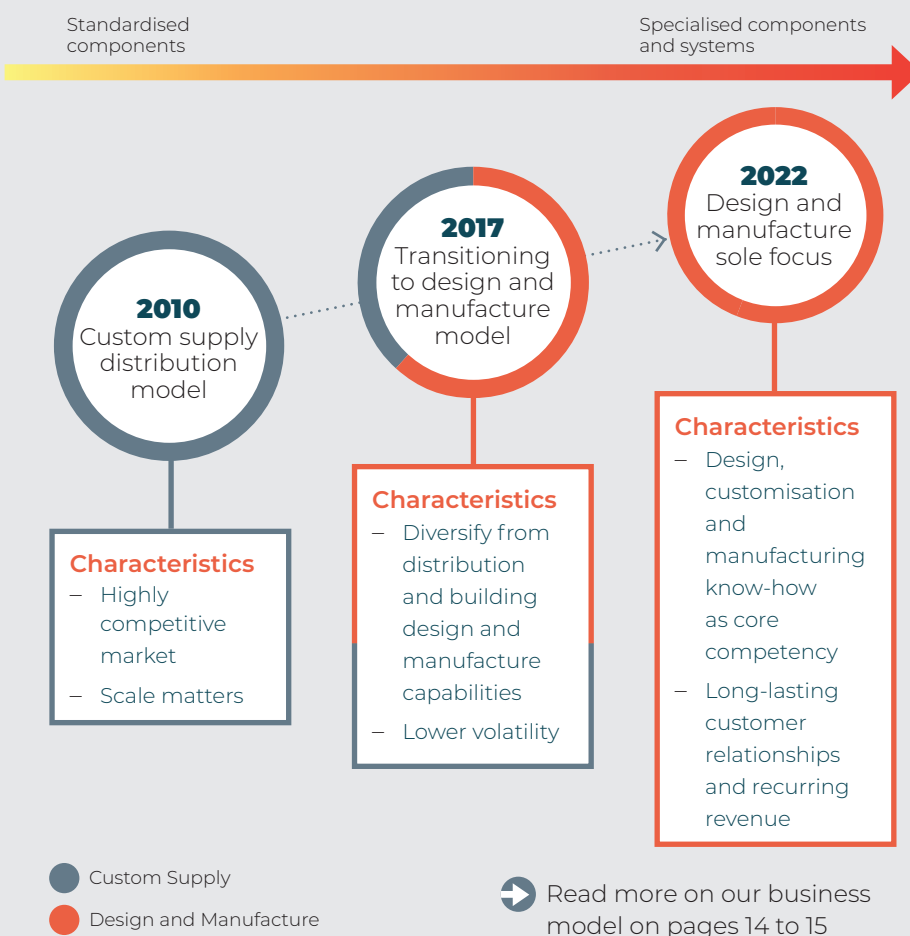 Standardised
components
Specialised components
and systems
2010
Custom supply
distribution
model
2017
Transitioning
to design and
manufacture
model
2022
Design and
manufacture
sole focus
Characteristics
– Highly
competitive
market
– Scale matters
Characteristics
– Diversify from
distribution
and building
design and
manufacture
capabilities
– Lower volatility
Characteristics
– Design,
customisation
and
manufacturing
know-how
as core
competency
– Long-lasting
customer
relationships
and recurring
revenue
Custom Supply
Design and Manufacture
Read more on our business
model on pages 14 to 15